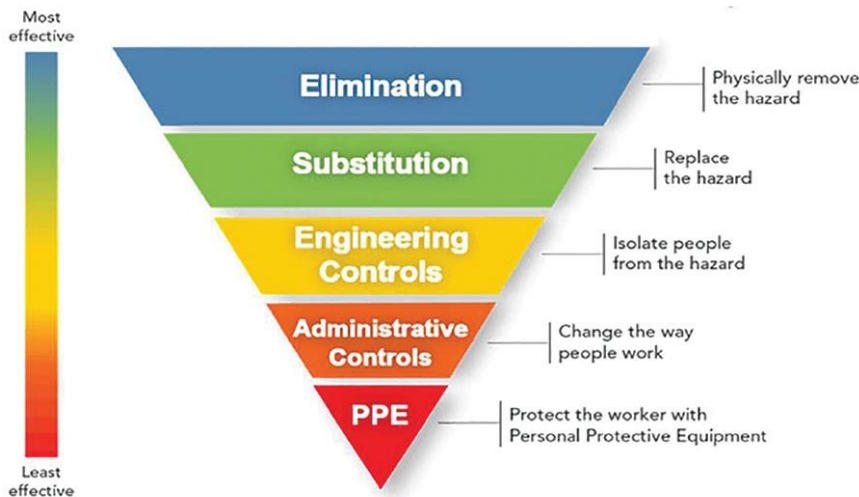 Most
effective
Elimination
Physically remove
the hazard
Substitution
Replace
the hazard
Engineering
Controls
Isolate people
from the hazard
Administrative
Controls
Change the way
people work
PPE
Protect the worker with
Personal Protective Equipment
Least
effective